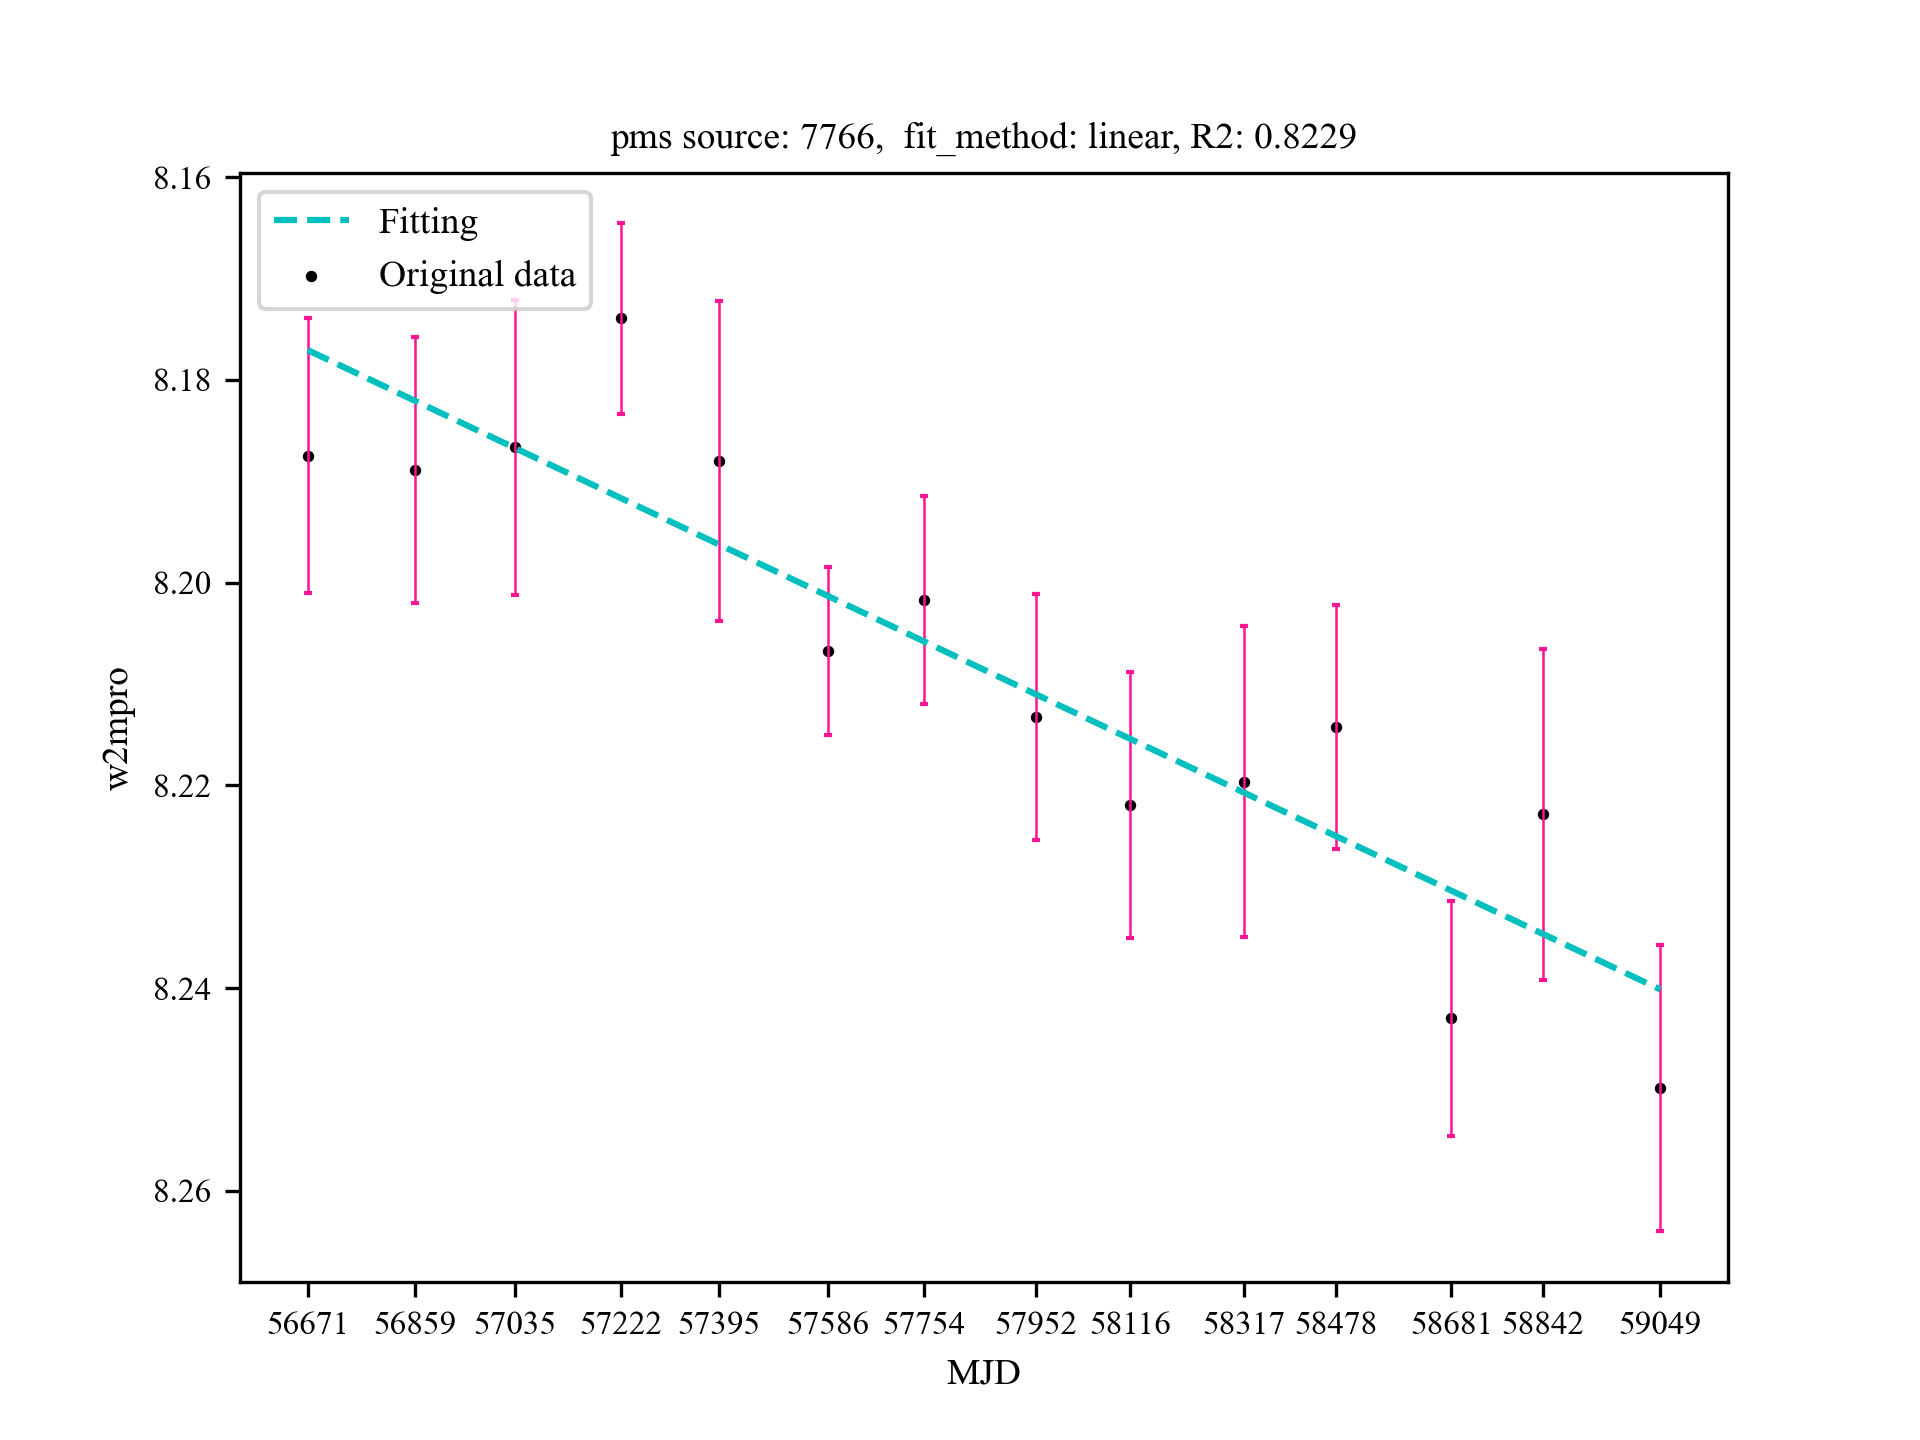 pms source: 7766,  fit_method: linear, R2: 0.8229
Fitting
Original data
8.16
8.18
8.20
8.22
8.24
8.26
w2mpro
56671 56859 57035 57222 57395 57586 57754 57952 58116 58317 58478 58681 58842 59049
MJD